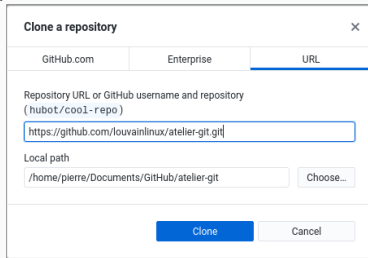 Clone a repository
GitHub.com
Enterprise
URL
Repository URL or GitHub username and repository
(hubot/cool-repo)
https://github.com/louvainlinux/atelier-git.git
Local path
/home/pierre/Documents/GitHub/atelier-git
Choose...
Clone
Cancel